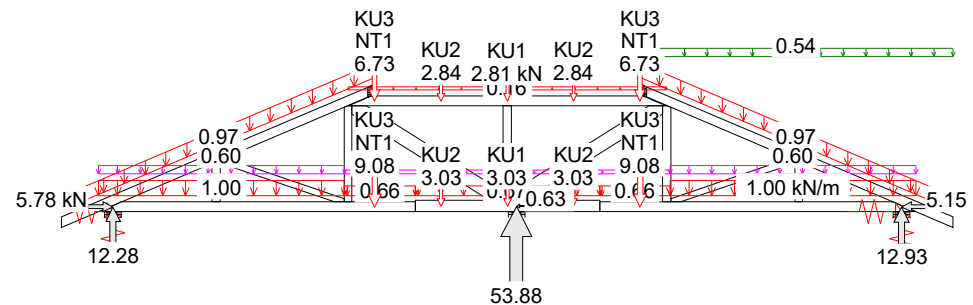 KU3
NT1
6.73
KU2
2.84
KU1
2.81 kN
0.16
KU2
2.84
KU3
NT1
6.73
0.54
0.97
0.60
1.00
KU3
NT1
9.08
0.66
KU2
3.03
KU1
3.03
KU2
3.03
0.63
KU3
NT1
9.08
0.66
0.97
0.60
1.00 kN/m
5.78 kN
5.15
12.28
53.88
12.93